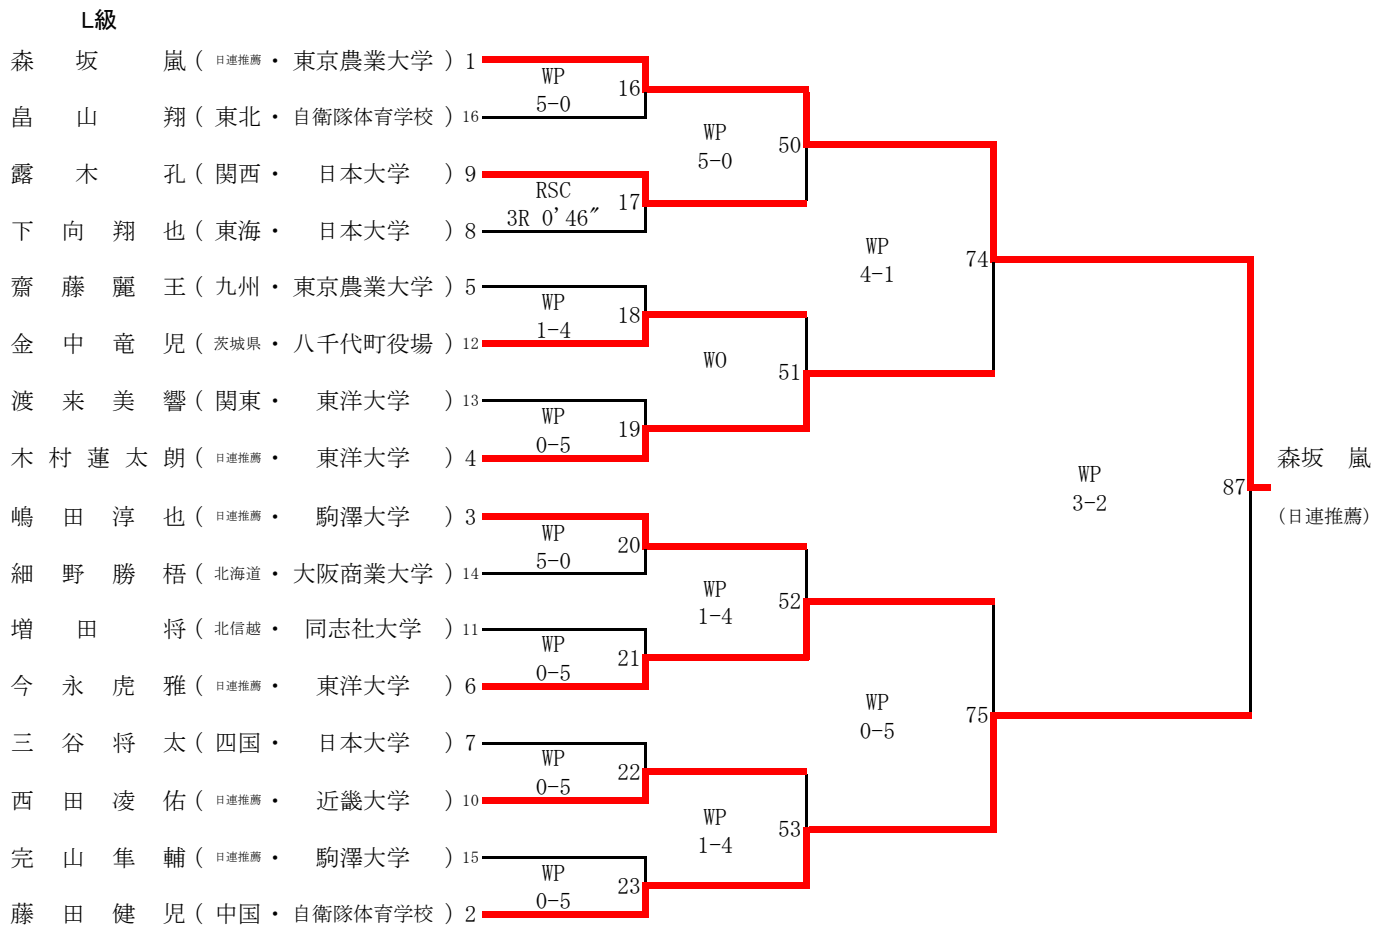 L級
森 坂 嵐 ( 日連推薦 ・ 東京農業大学 ) 1
WP
5-0
16
畠 山 翔 ( 東北 ・ 自衛隊体育学校 ) 16
WP
5-0
50
露 木 孔 ( 関西 ・ 日本大学 ) 9
RSC
3R 0'46″
17
下 向 翔 也 ( 東海 ・ 日本大学 ) 8
WP
4-1
74
齋 藤 麗 王 ( 九州 ・ 東京農業大学 ) 5
WP
1-4
18
金 中 竜 児 ( 茨城県 ・ 八千代町役場 ) 12
WO
51
渡 来 美 響 ( 関東 ・ 東洋大学 ) 13
WP
0-5
19
木 村 蓮 太 朗 ( 日連推薦 ・ 東洋大学 ) 4
WP
3-2
87
森坂 嵐
(日連推薦)
嶋 田 淳 也 ( 日連推薦 ・ 駒澤大学 ) 3
WP
5-0
20
細 野 勝 梧 ( 北海道 ・ 大阪商業大学 ) 14
WP
1-4
52
増 田 将 ( 北信越 ・ 同志社大学 ) 11
WP
0-5
21
今 永 虎 雅 ( 日連推薦 ・ 東洋大学 ) 6
WP
0-5
75
三 谷 将 太 ( 四国 ・ 日本大学 ) 7
WP
0-5
22
西 田 凌 佑 ( 日連推薦 ・ 近畿大学 ) 10
WP
1-4
53
完 山 隼 輔 ( 日連推薦 ・ 駒澤大学 ) 15
WP
0-5
23
藤 田 健 児 ( 中国 ・ 自衛隊体育学校 ) 2